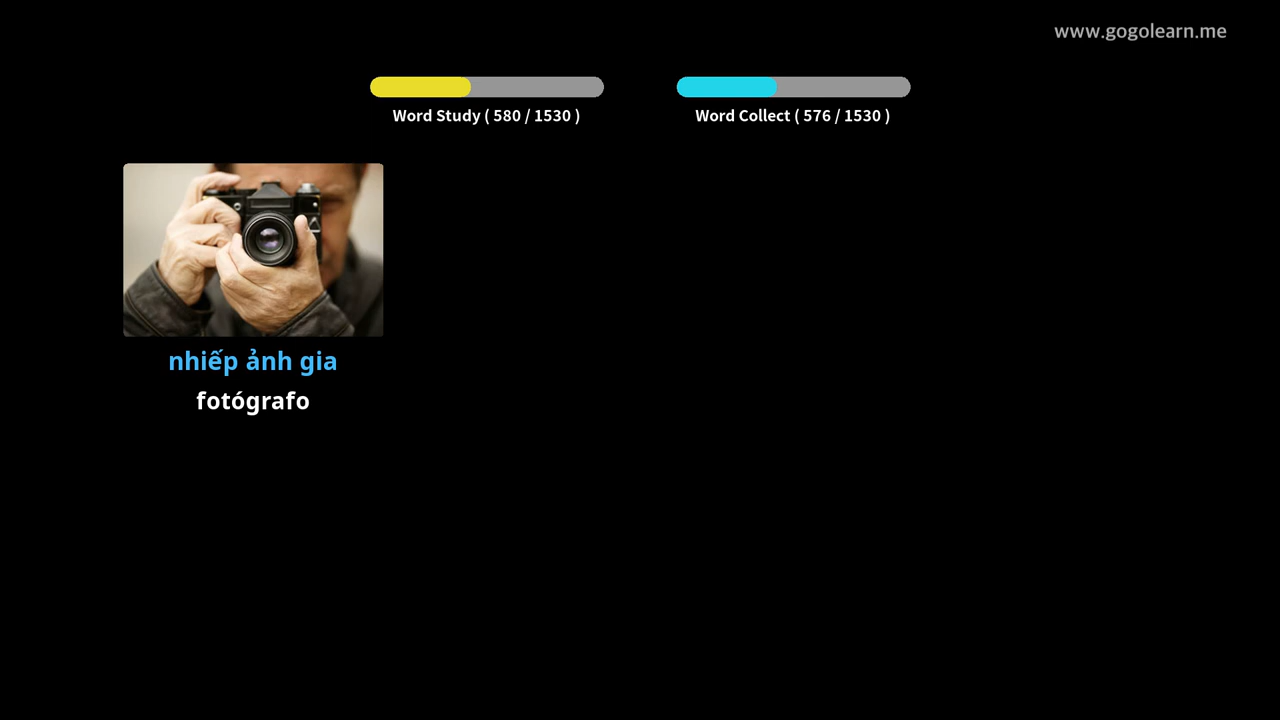 www.gogolearn.me
Word Study ( 580 / 1530 )
Word Collect ( 576 / 1530 )
nhiếp ảnh gia
fotógrafo